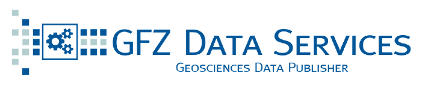 GFZ Data Services
Geosciences Data Publisher